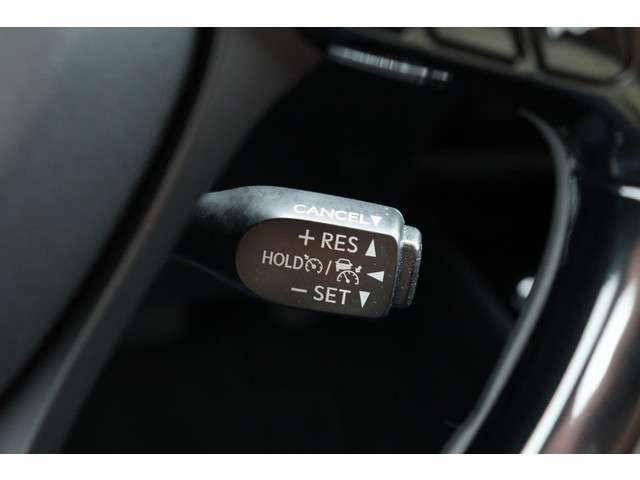 CANCEL▼
+ RES ▲
HOLD / ◀
− SET ▼